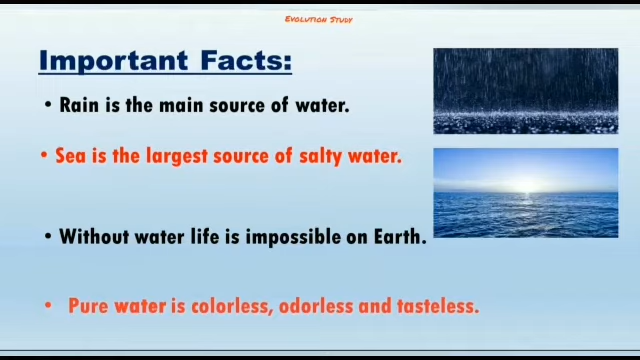 Evolution Study
Important Facts:
• Rain is the main source of water.
• Sea is the largest source of salty water.
• Without water life is impossible on Earth.
• Pure water is colorless, odorless and tasteless.